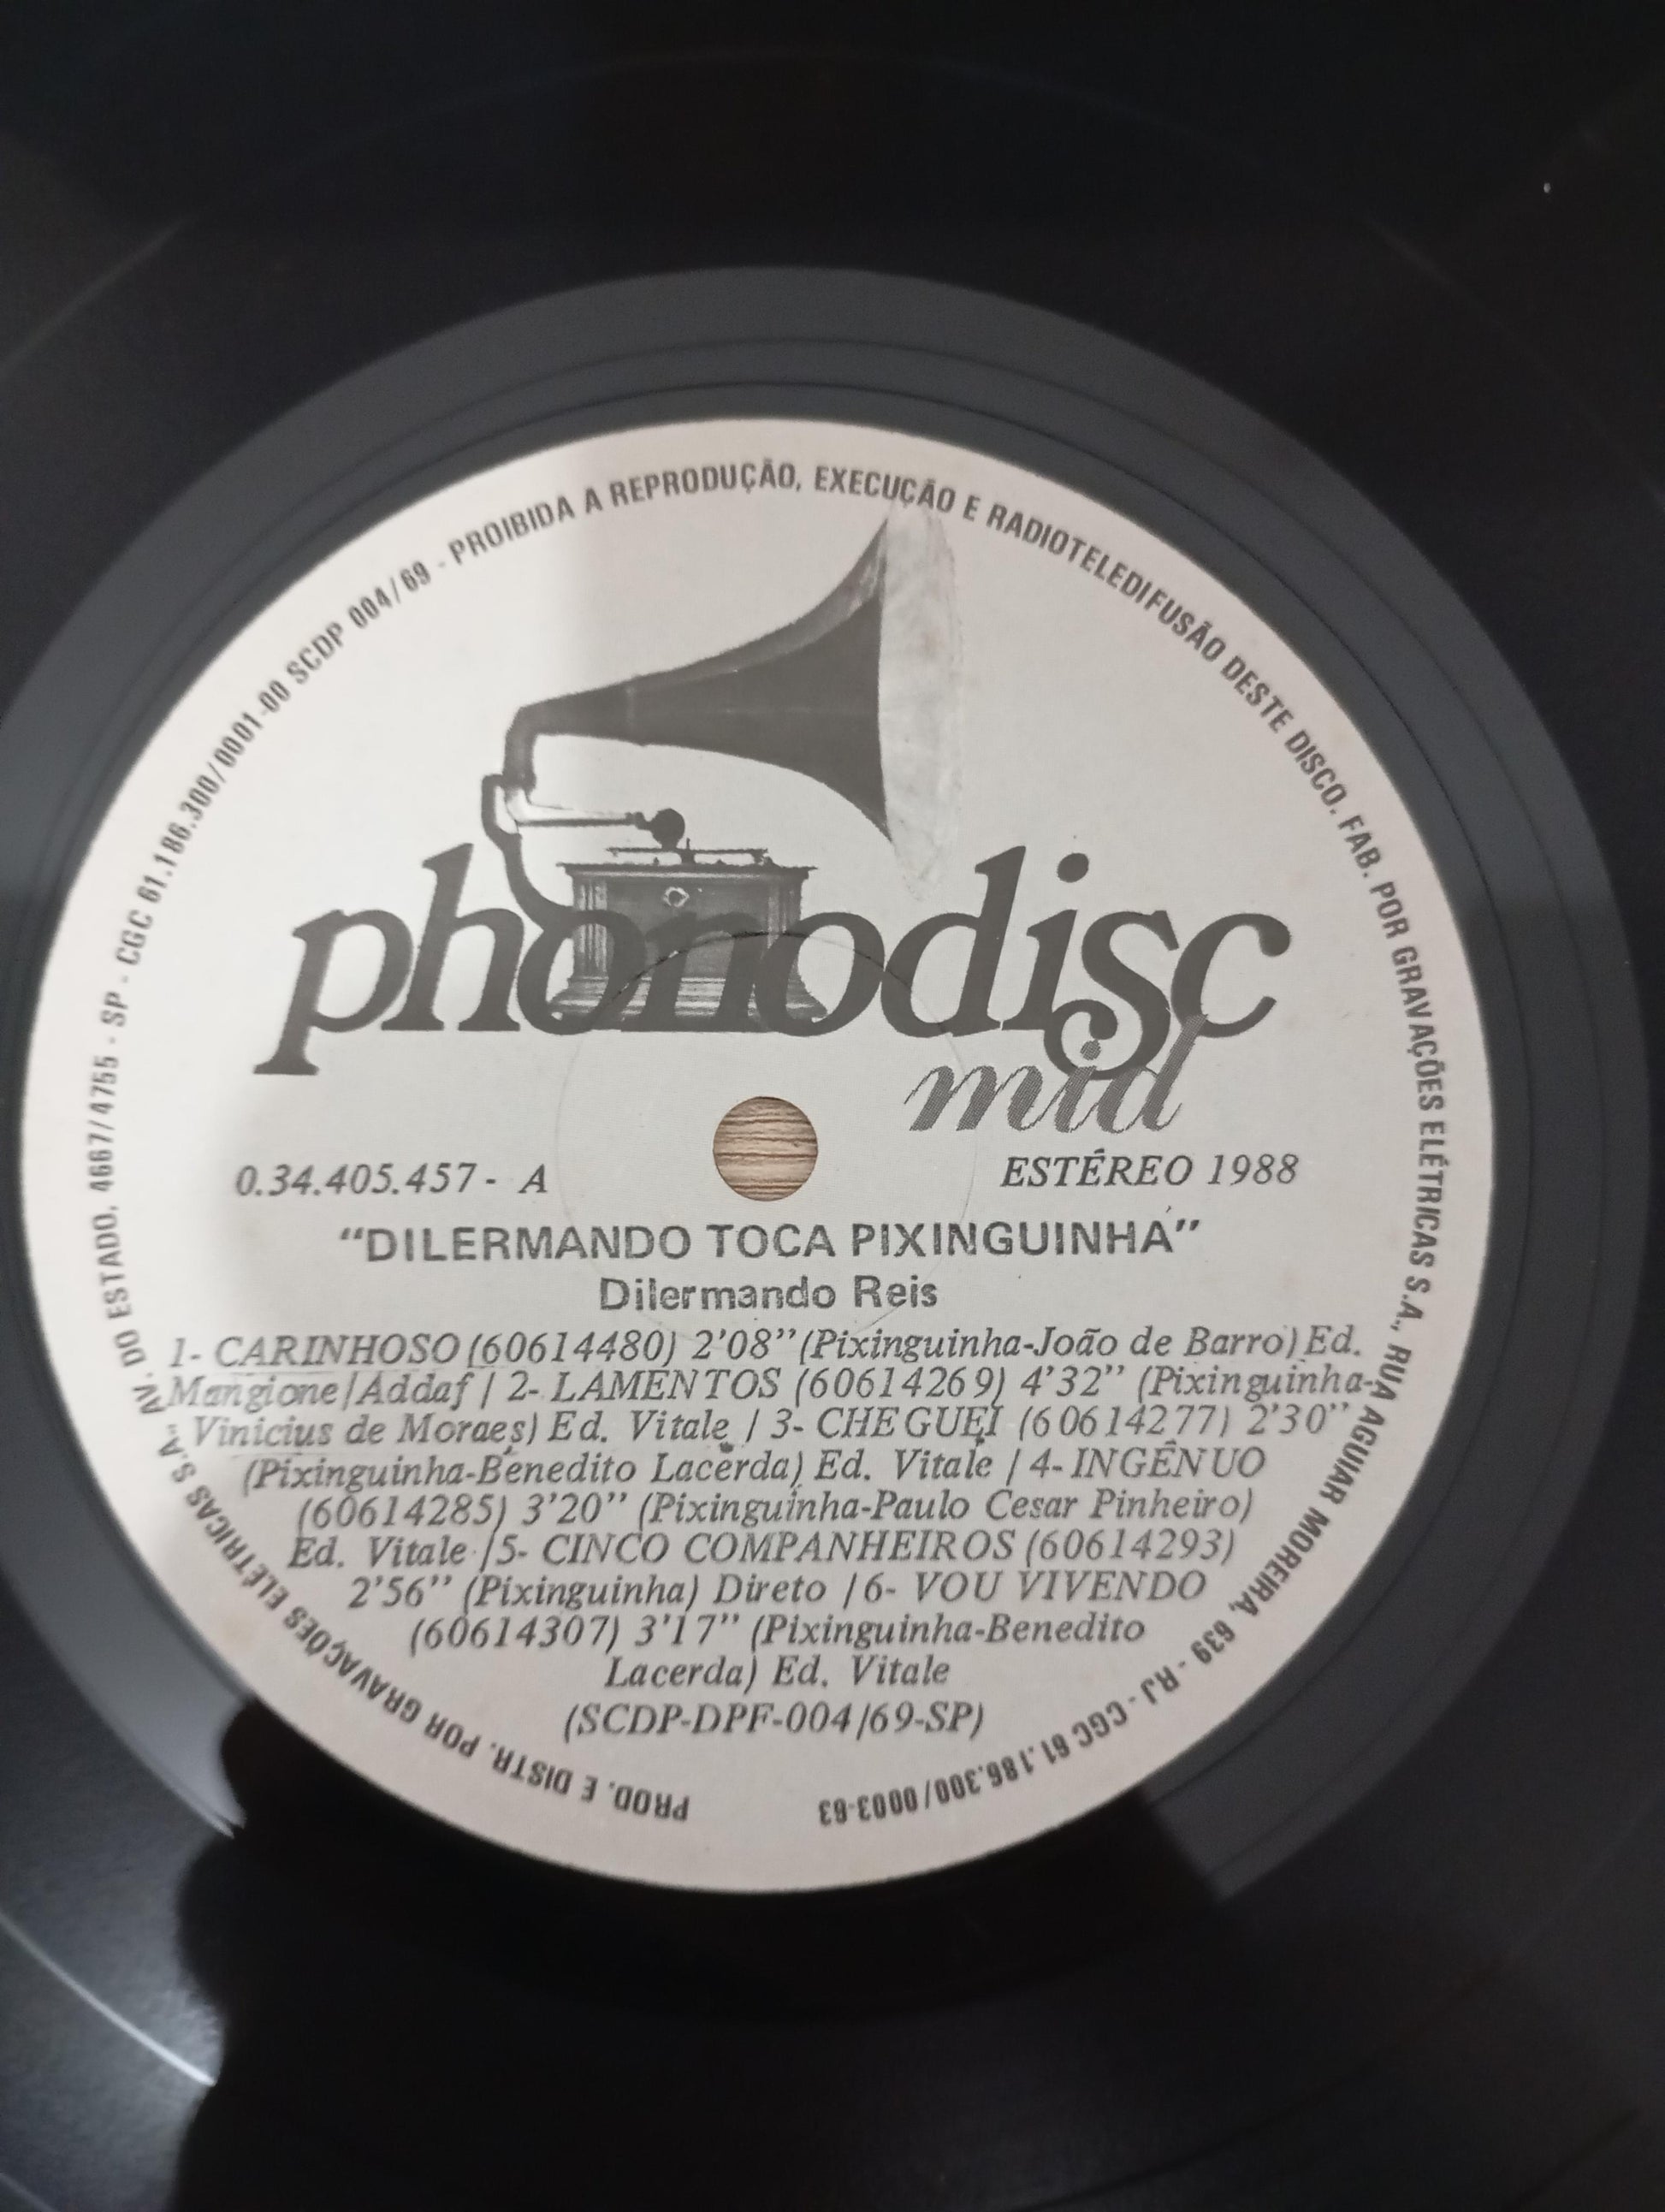 PROD. E DISTR. POR GRAVAÇÕES ELÉTRICAS S.A., AV. DO ESTADO, 4667/4755 - SP - CGC 61.186.300/0001-00 SCDP 004/69 - PROIBIDA A REPRODUÇÃO, EXECUÇÃO E RADIOTELEDIFUSÃO DESTE DISCO. FAB. POR GRAVAÇÕES ELÉTRICAS S.A., RUA AGUIAR MOREIRA, 639 - RJ - CGC 61.186.300/0003-63
phonodisc
mid
0.34.405.457- A
ESTÉREO 1988
"DILERMANDO TOCA PIXINGUINHA"
Dilermando Reis
1- CARINHOSO (60614480) 2'08" (Pixinguinha-João de Barro) Ed.
Mangione/Addaf / 2- LAMENTOS (60614269) 4'32" (Pixinguinha-
Vinicius de Moraes) Ed. Vitale / 3- CHEGUEI (60614277) 2'30"
(Pixinguinha-Benedito Lacerda) Ed. Vitale / 4- INGÊNUO
(60614285) 3'20" (Pixinguinha-Paulo Cesar Pinheiro)
Ed. Vitale /5- CINCO COMPANHEIROS (60614293)
2'56" (Pixinguinha) Direto /6- VOU VIVENDO
(60614307) 3'17" (Pixinguinha-Benedito
Lacerda) Ed. Vitale
(SCDP-DPF-004/69-SP)